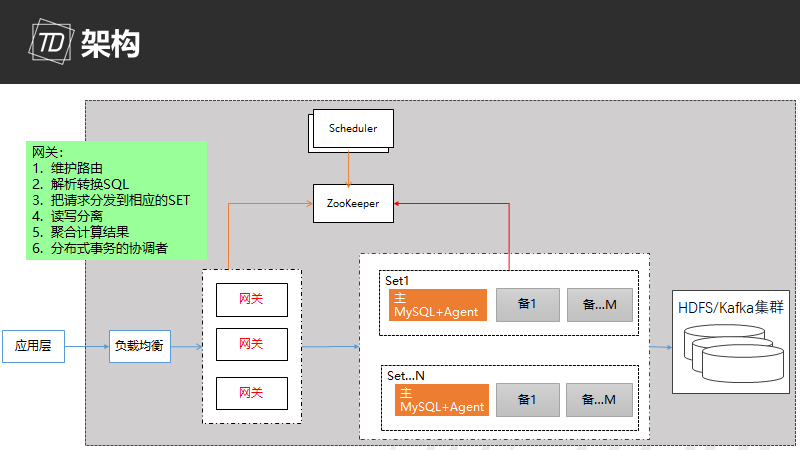 TD 架构
Scheduler
网关：
1. 维护路由
2. 解析转换SQL
3. 把请求分发到相应的SET
4. 读写分离
5. 聚合计算结果
6. 分布式事务的协调者
ZooKeeper
应用层
负载均衡
网关
网关
网关
Set1
主
MySQL+Agent
备1
备...M
Set...N
主
MySQL+Agent
备1
备...M
HDFS/Kafka集群